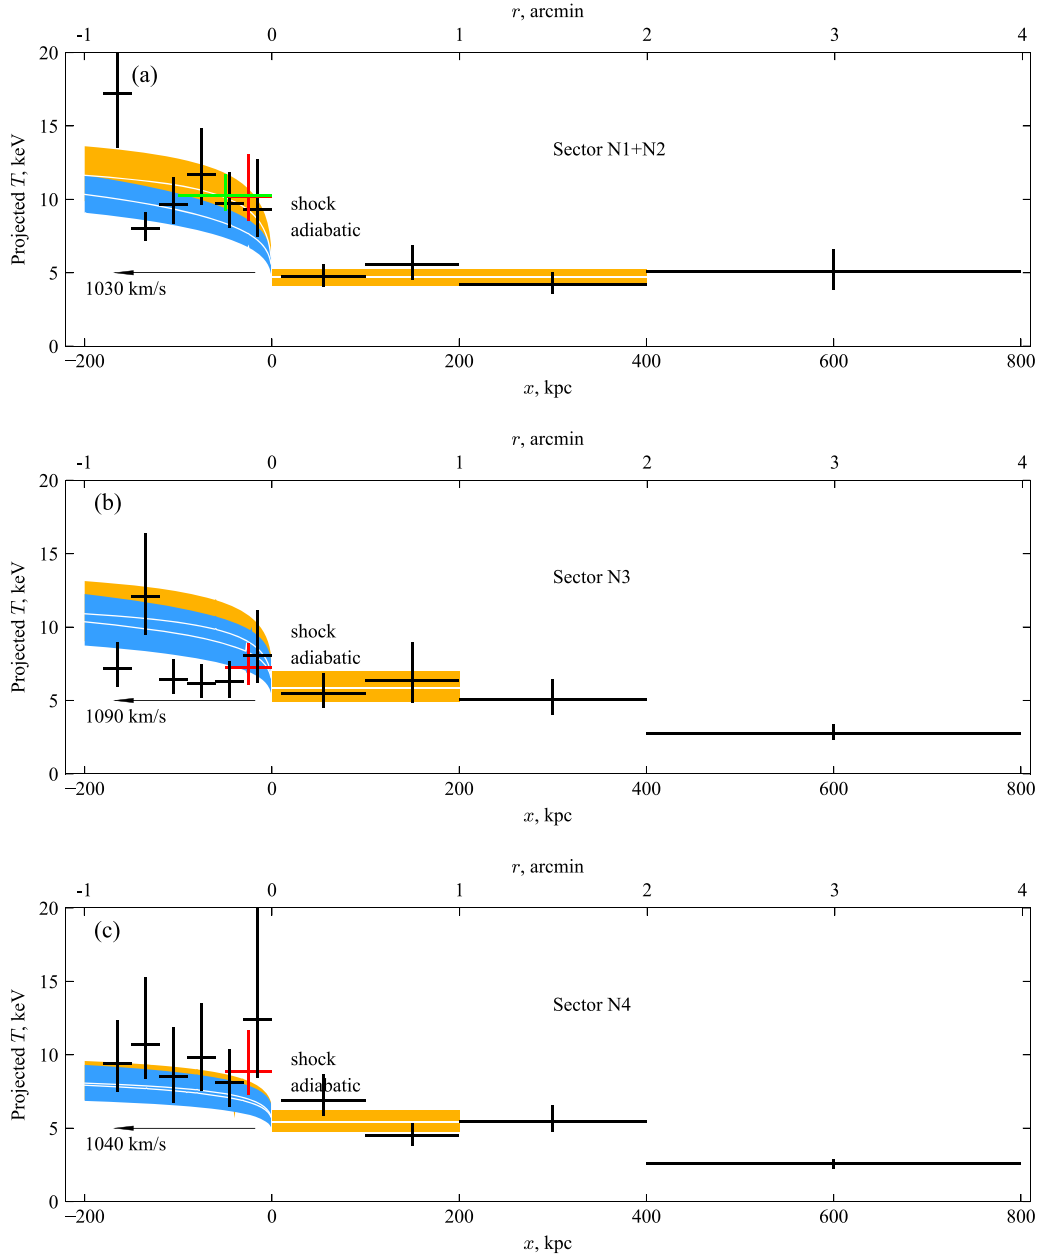 r, arcmin
-1 0 1 2 3 4
20
(a)
15
Sector N1+N2
10
shock
adiabatic
5
1030 km/s
0
−200 0 200 400 600 800
x, kpc
Projected T, keV
r, arcmin
-1 0 1 2 3 4
20
(b)
15
Sector N3
10
shock
adiabatic
5
1090 km/s
0
−200 0 200 400 600 800
x, kpc
Projected T, keV
r, arcmin
-1 0 1 2 3 4
20
(c)
15
Sector N4
10
shock
adiabatic
5
1040 km/s
0
−200 0 200 400 600 800
x, kpc
Projected T, keV